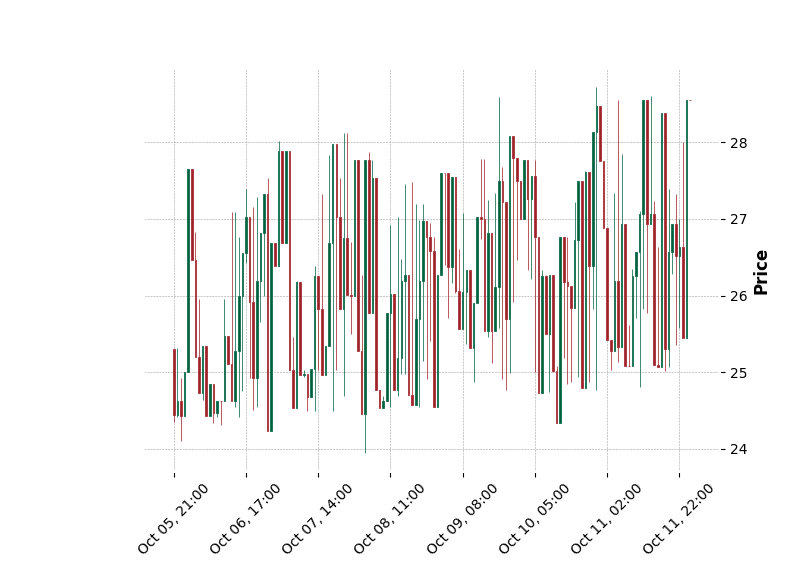 28
27
26
25
24
Price
Oct 05, 21:00
Oct 06, 17:00
Oct 07, 14:00
Oct 08, 11:00
Oct 09, 08:00
Oct 10, 05:00
Oct 11, 02:00
Oct 11, 22:00